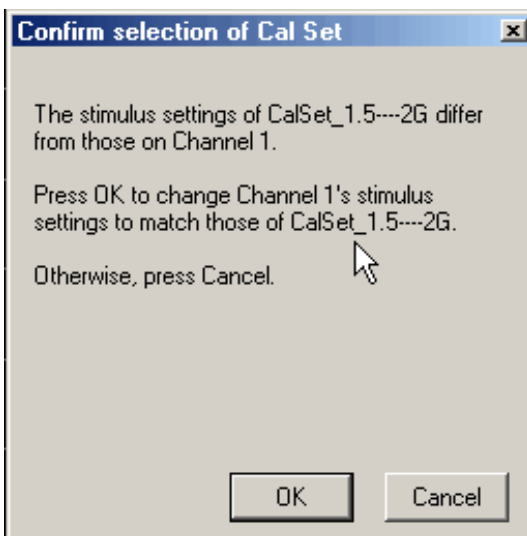 Confirm selection of Cal Set
The stimulus settings of CalSet_1.5----2G differ
from those on Channel 1.
Press OK to change Channel 1's stimulus
settings to match those of CalSet_1.5----2G.
Otherwise, press Cancel.
OK
Cancel